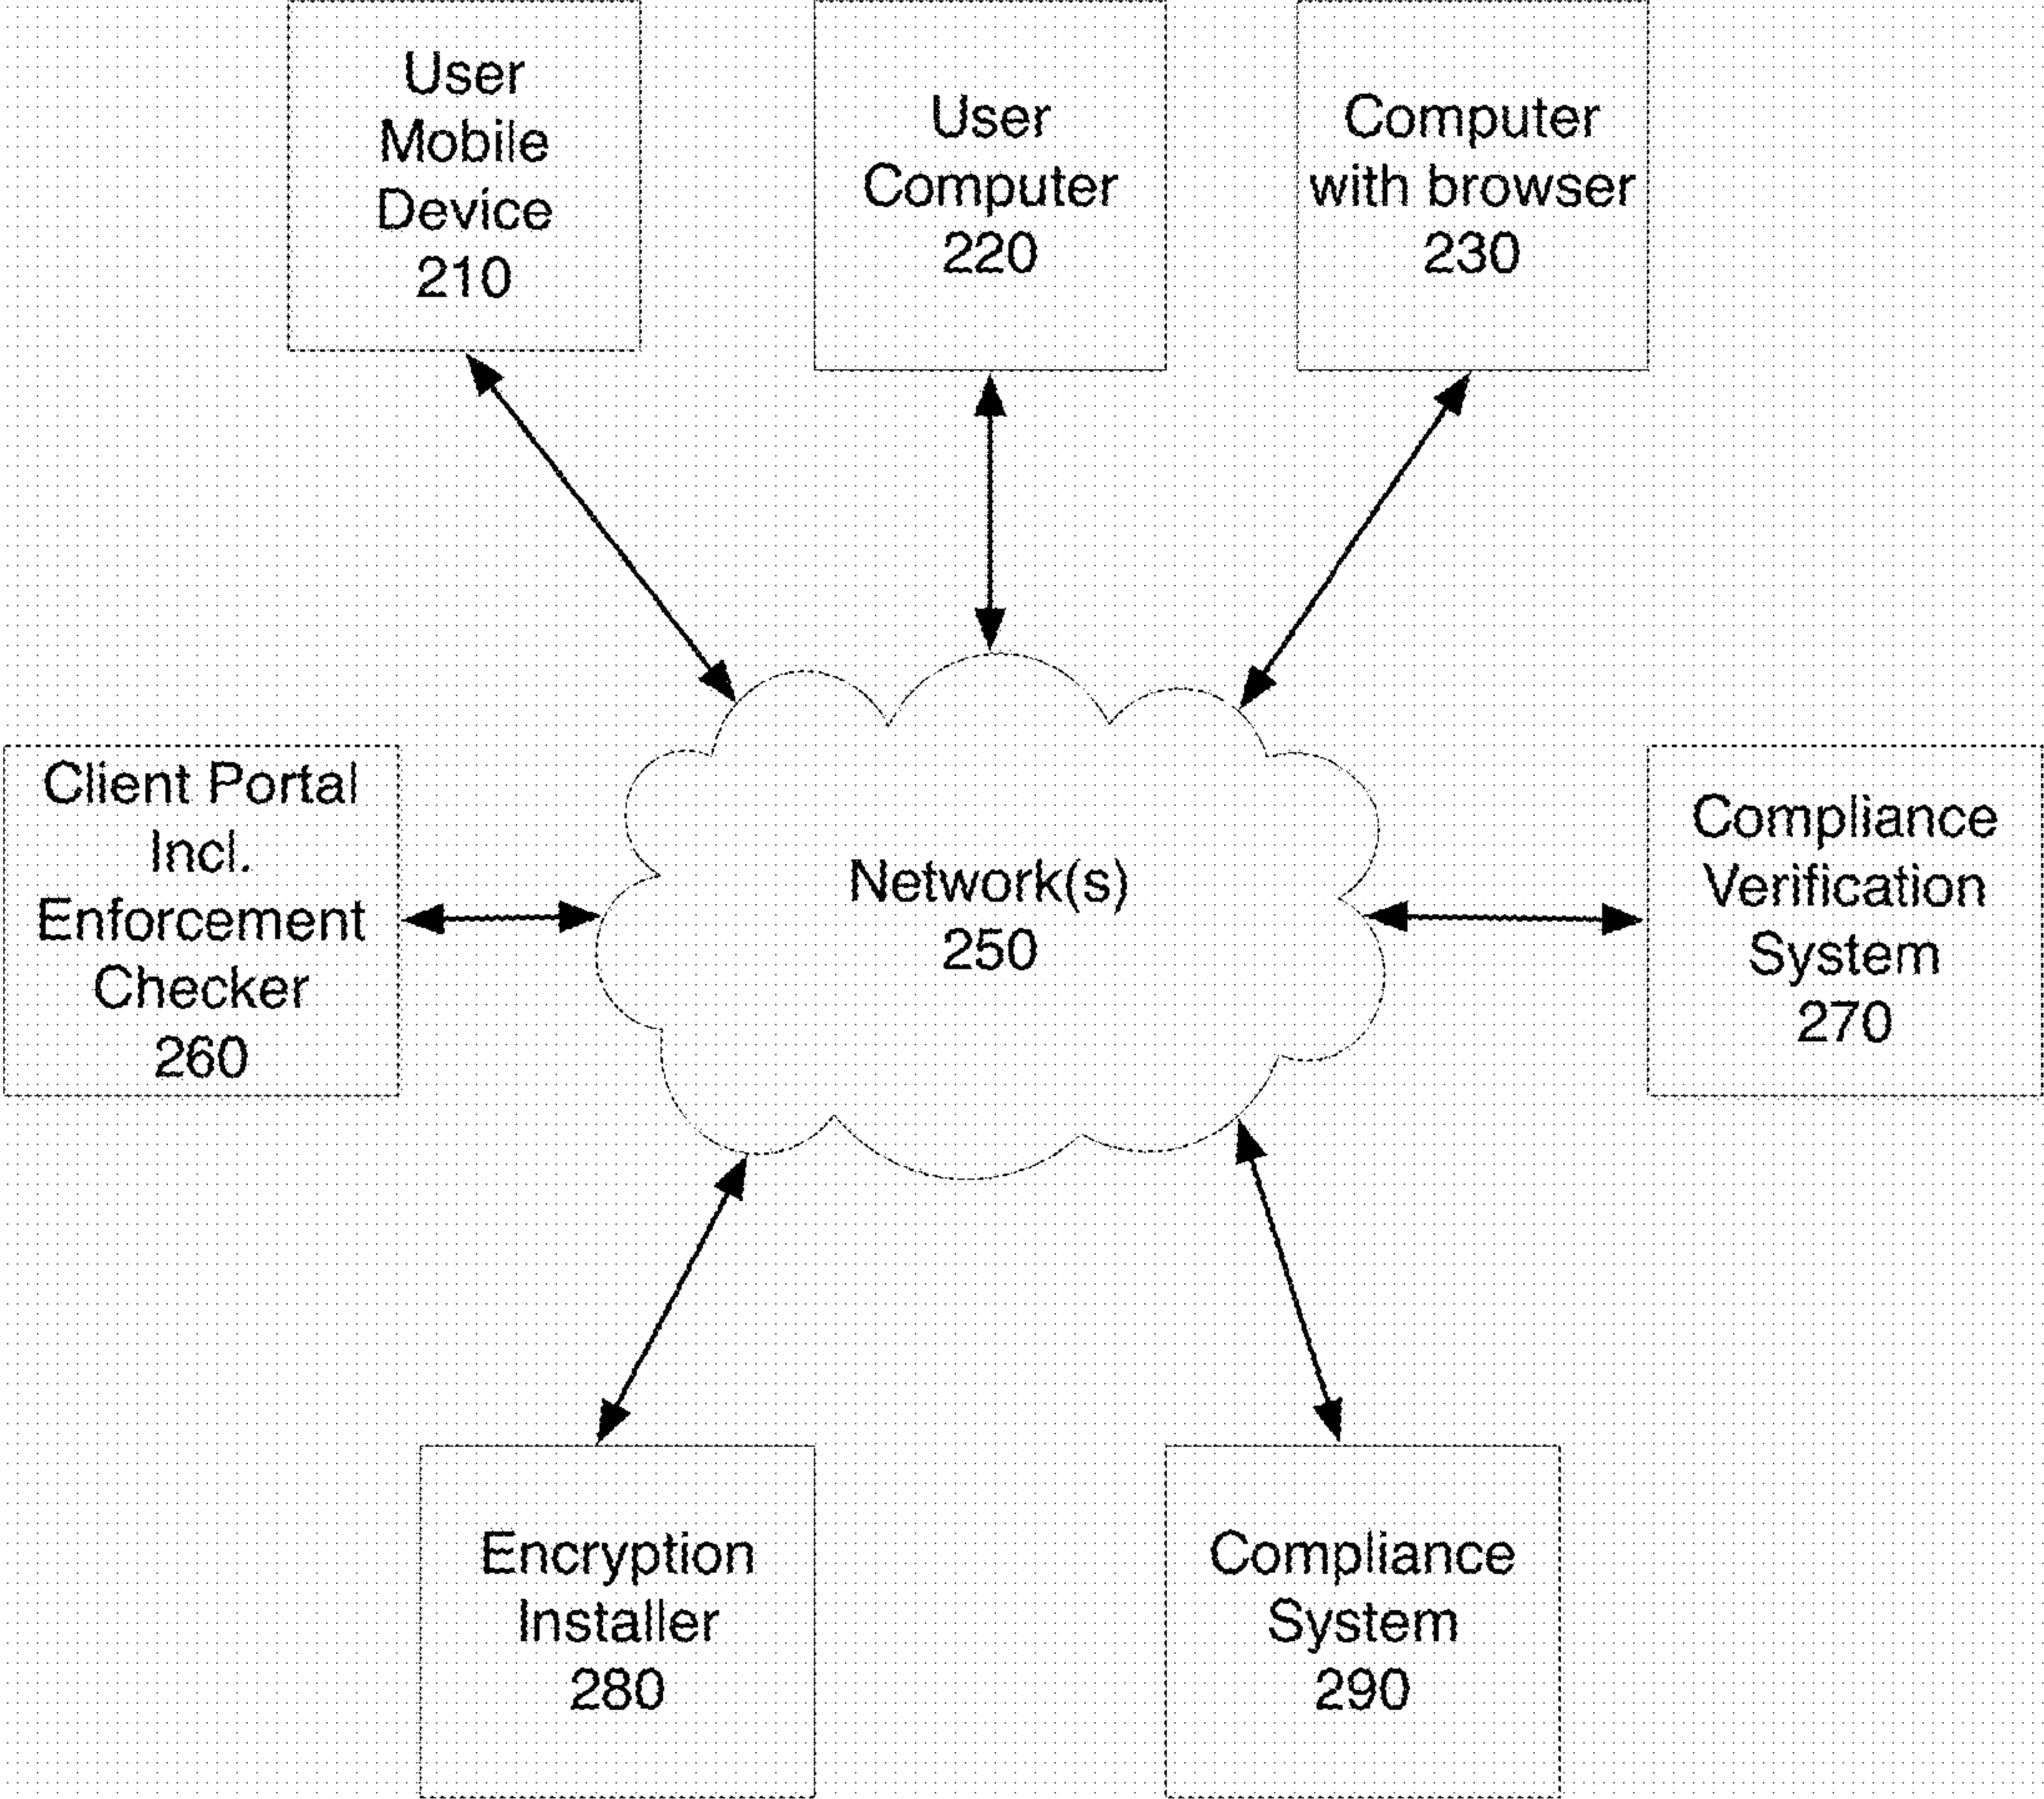 User
Mobile
Device
210
User
Computer
220
Computer
with browser
230
Client Portal
Incl.
Enforcement
Checker
260
Network(s)
250
Compliance
Verification
System
270
Encryption
Installer
280
Compliance
System
290